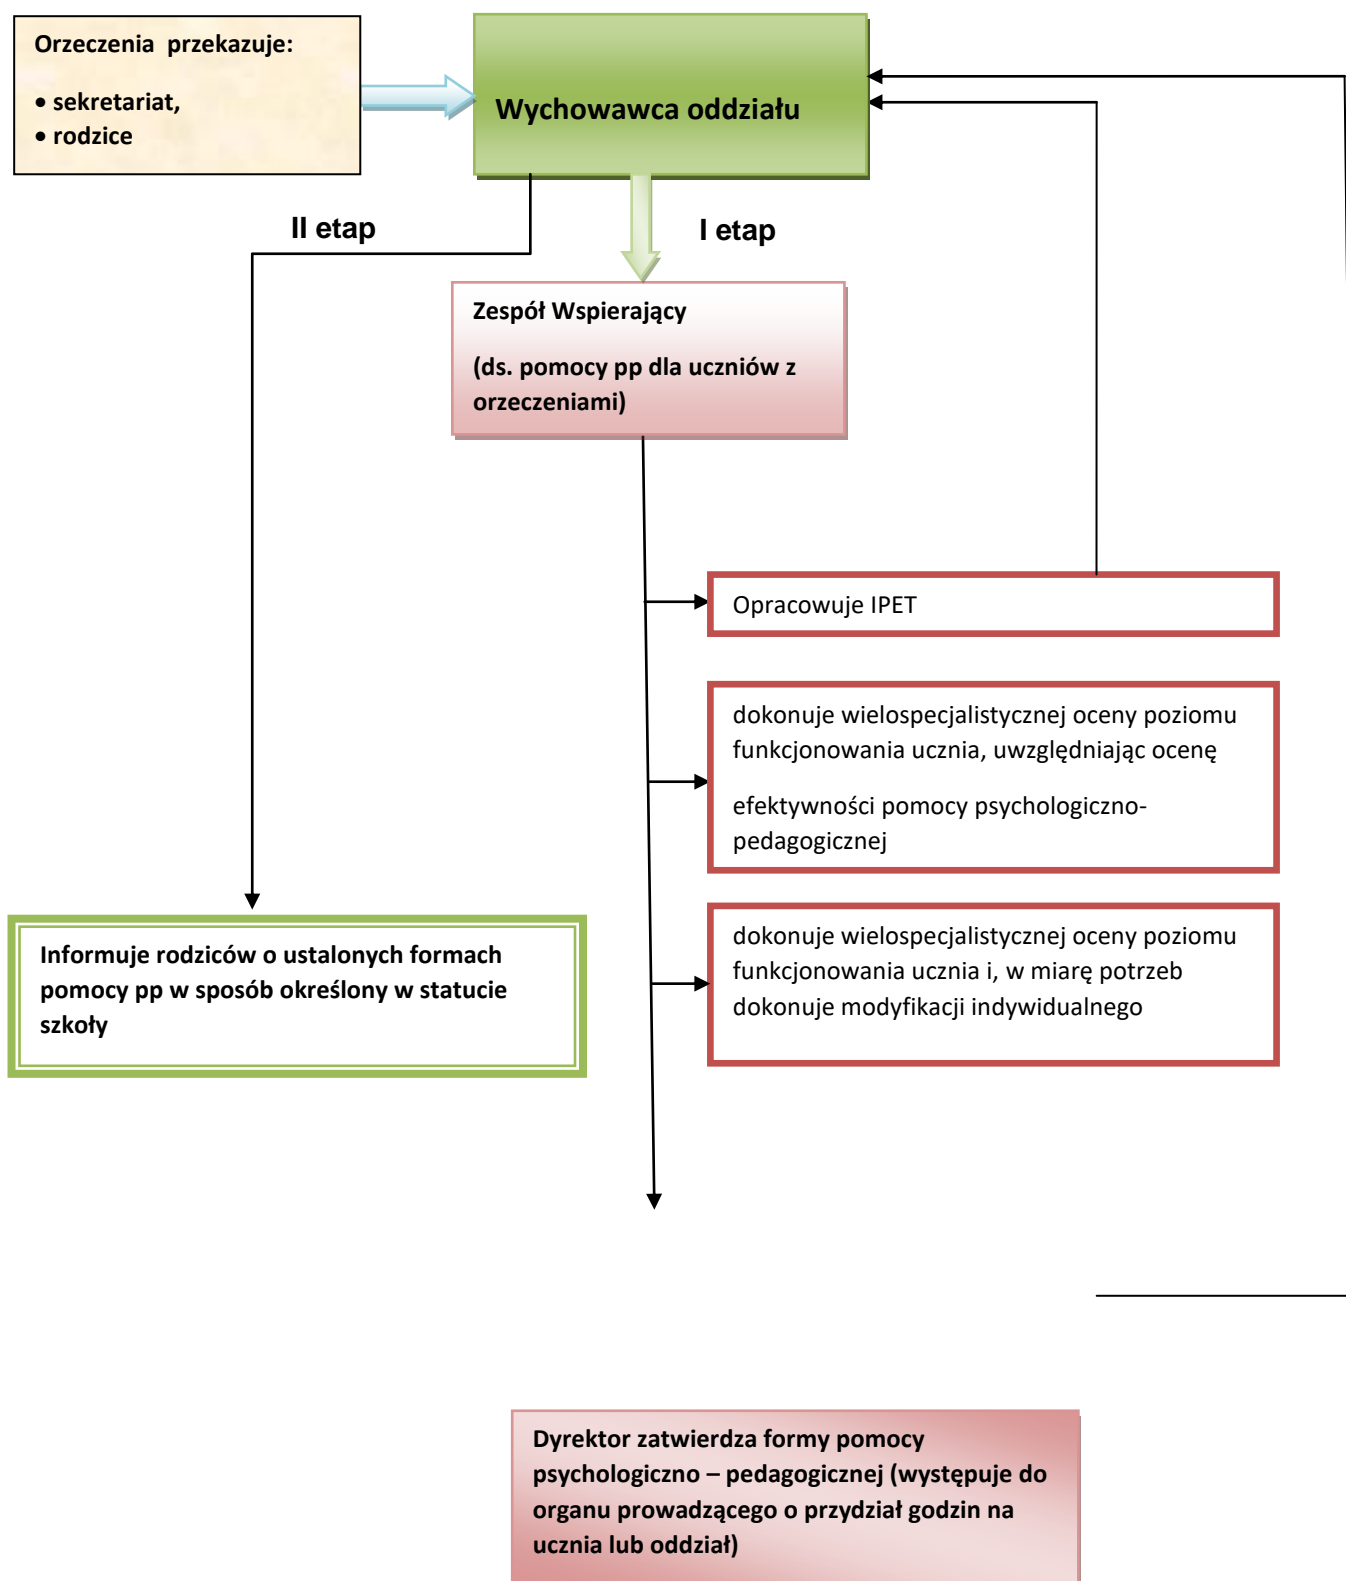 Orzeczenia  przekazuje:
• sekretariat,
• rodzice
Wychowawca oddziału
II etap
I etap
Zespół Wspierający
(ds. pomocy pp dla uczniów z
orzeczeniami)
Opracowuje IPET
dokonuje wielospecjalistycznej oceny poziomu
funkcjonowania ucznia, uwzględniając ocenę
efektywności pomocy psychologiczno-
pedagogicznej
Informuje rodziców o ustalonych formach
pomocy pp w sposób określony w statucie
szkoły
dokonuje wielospecjalistycznej oceny poziomu
funkcjonowania ucznia i, w miarę potrzeb
dokonuje modyfikacji indywidualnego
Dyrektor zatwierdza formy pomocy
psychologiczno – pedagogicznej (występuje do
organu prowadzącego o przydział godzin na
ucznia lub oddział)